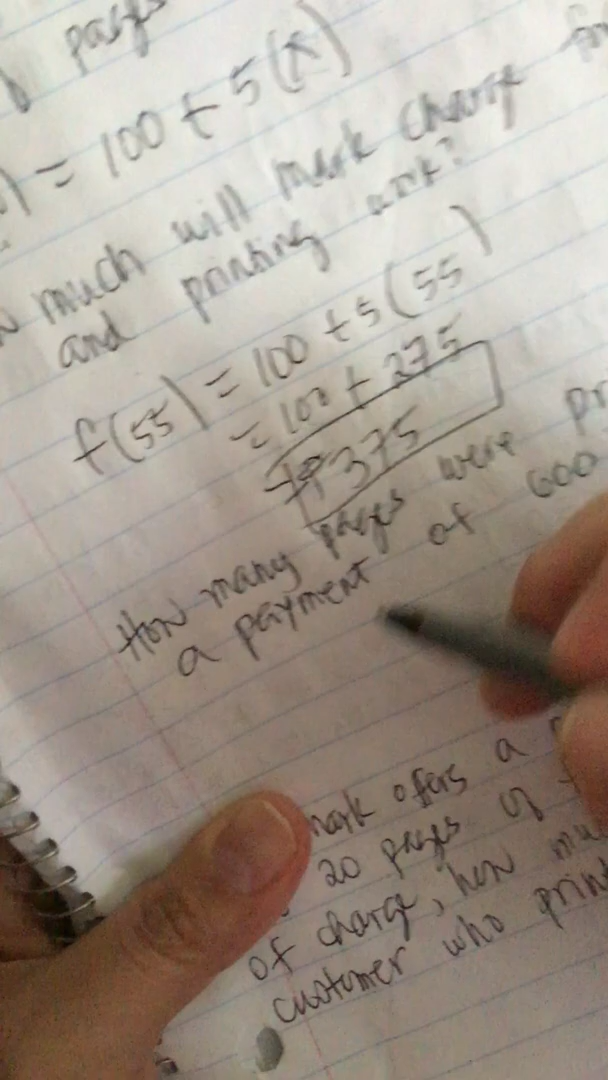 pages
= 100 + 5(x)
much will mark charge
and printing
f(55) = 100 + 5(55)
= 100 + 275
375
How many pages were
a payment of 600
mark offers a
20 pages of
of charge, how
customer who